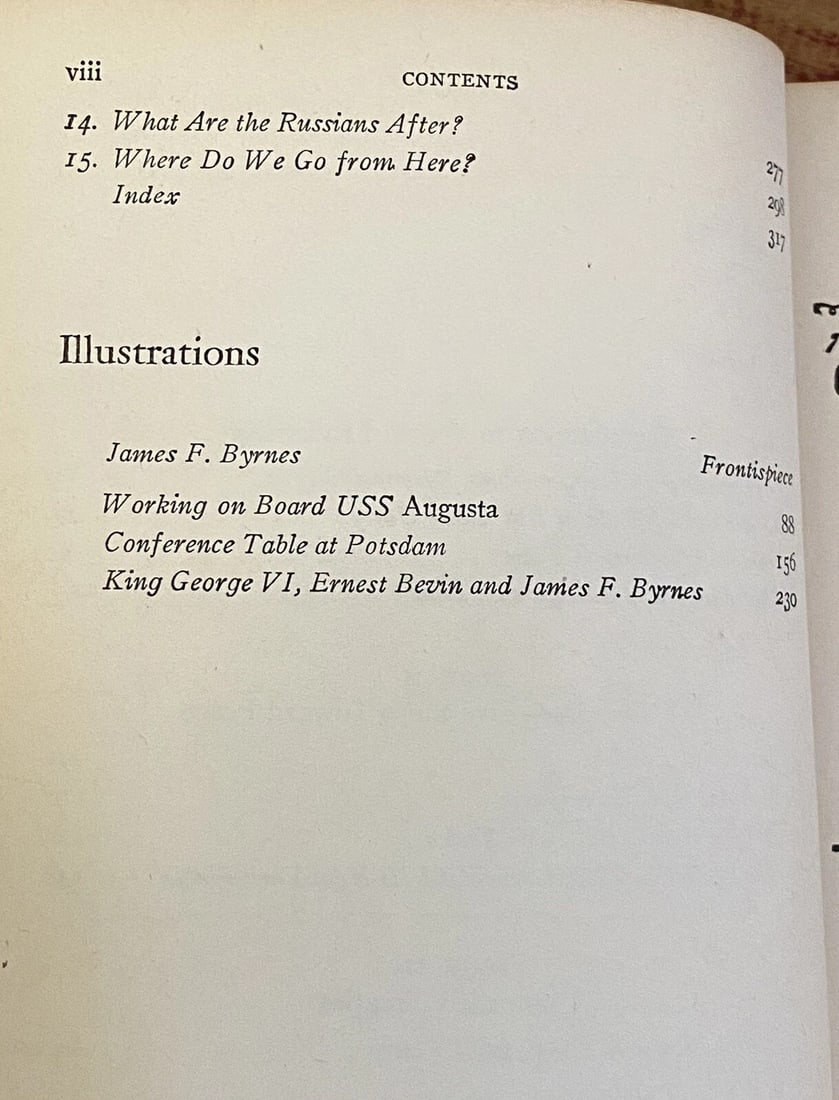 viii CONTENTS
14. What Are the Russians After? 277
15. Where Do We Go from Here? 298
Index 317
Illustrations
James F. Byrnes Frontispiece
Working on Board USS Augusta 88
Conference Table at Potsdam 156
King George VI, Ernest Bevin and James F. Byrnes 230